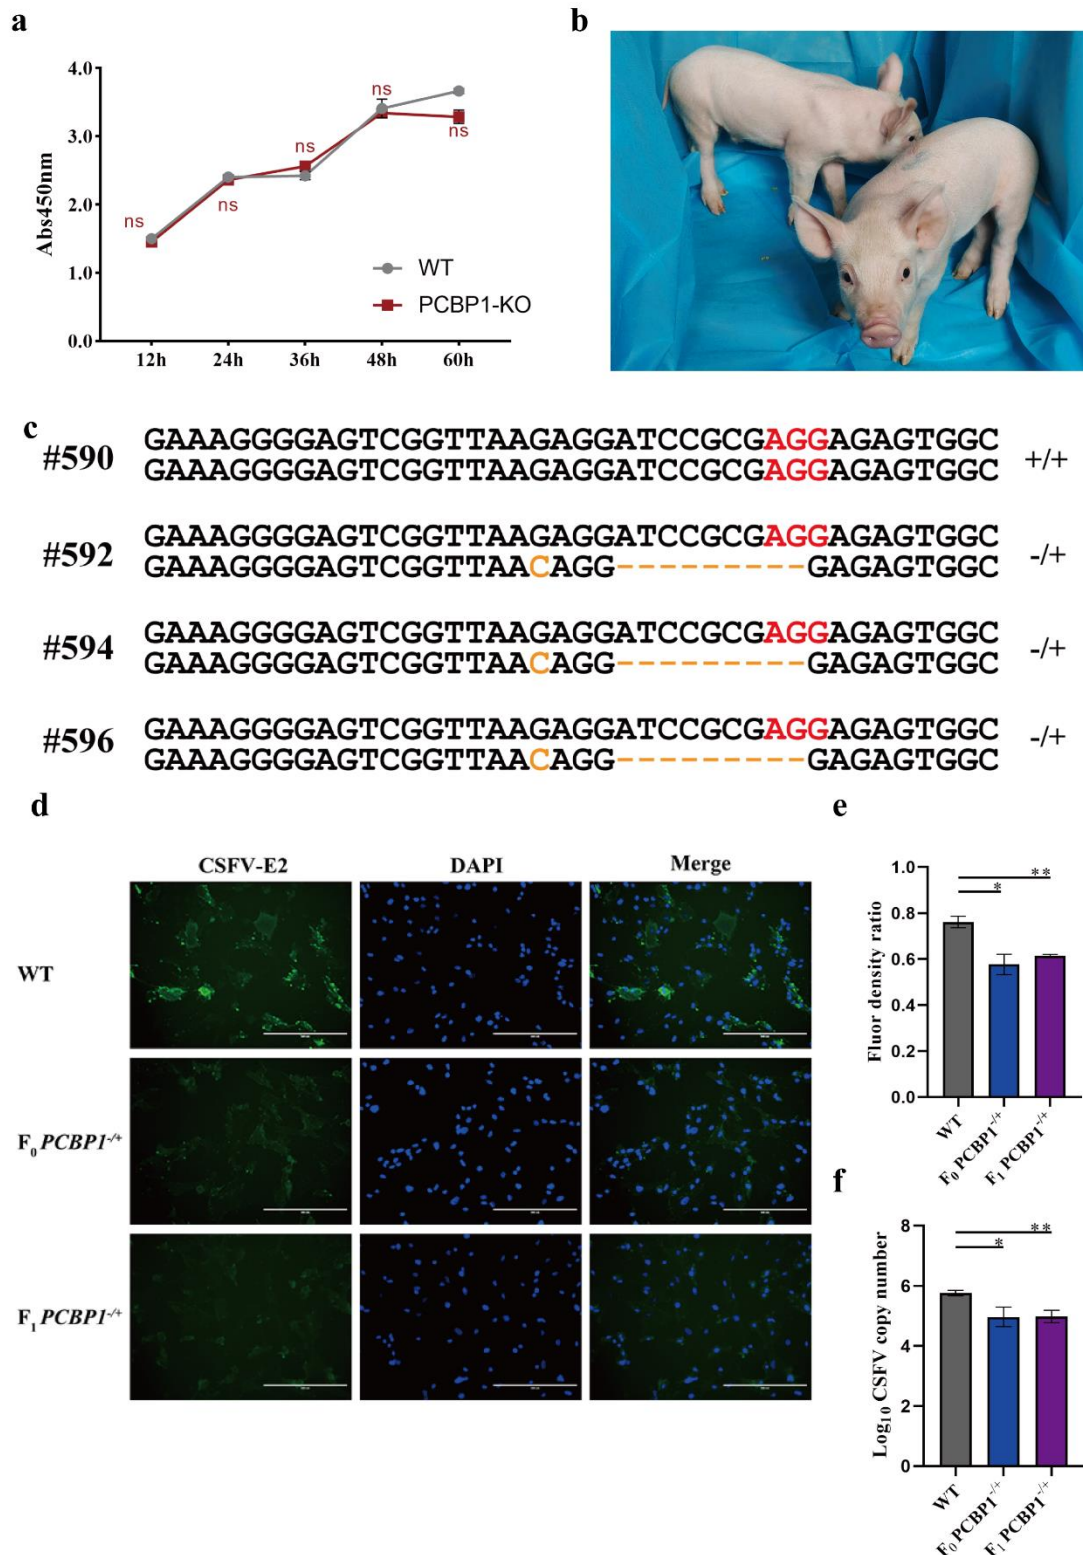 a
4.0
3.0
2.0
1.0
0.0
Abs450nm
ns
ns
ns
ns
ns
WT
PCBP1-KO
12h
24h
36h
48h
60h
b
c
#590
GAAAGGGGAGTCGGTTAAGAGGATCCGCGAGGAGAGTGGC
GAAAGGGGAGTCGGTTAAGAGGATCCGCGAGGAGAGTGGC
+/+
#592
GAAAGGGGAGTCGGTTAAGAGGATCCGCGAGGAGAGTGGC
GAAAGGGGAGTCGGTTAACAGG---------GAGAGTGGC
-/+
#594
GAAAGGGGAGTCGGTTAAGAGGATCCGCGAGGAGAGTGGC
GAAAGGGGAGTCGGTTAACAGG---------GAGAGTGGC
-/+
#596
GAAAGGGGAGTCGGTTAAGAGGATCCGCGAGGAGAGTGGC
GAAAGGGGAGTCGGTTAACAGG---------GAGAGTGGC
-/+
d
CSFV-E2
DAPI
Merge
WT
F₀ PCBP1⁻/⁺
F₁ PCBP1⁻/⁺
e
1.0
0.8
0.6
0.4
0.2
0.0
Fluor density ratio
**
*
WT
F₀ PCBP1⁻/⁺
F₁ PCBP1⁻/⁺
f
8
6
4
2
0
Log₁₀ CSFV copy number
**
*
WT
F₀ PCBP1⁻/⁺
F₁ PCBP1⁻/⁺